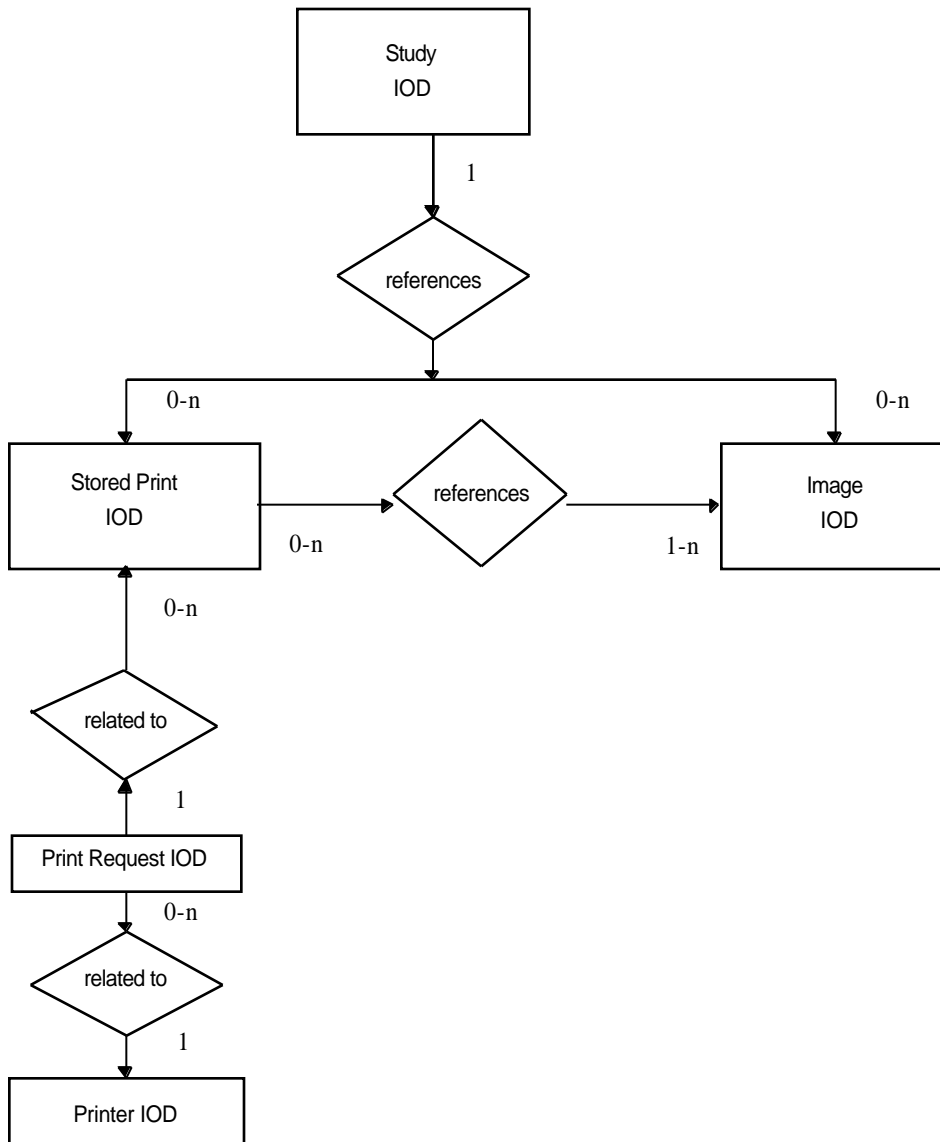 Study
IOD
1
references
0-n
0-n
Stored Print
IOD
references
Image
IOD
0-n
1-n
0-n
related to
1
Print Request IOD
0-n
related to
1
Printer IOD